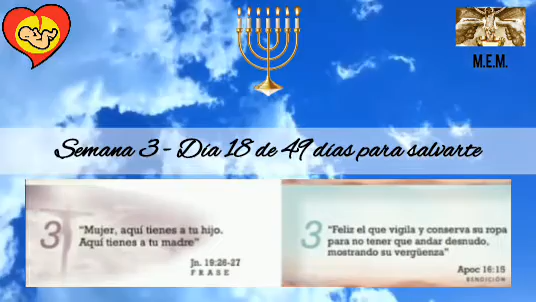 M.E.M.
Semana 3 - Día 18 de 49 días para salvarte
3
"Mujer, aquí tienes a tu hijo.
Aquí tienes a tu madre"
Jn. 19:26-27
FRASE
3
"Feliz el que vigila y conserva su ropa
para no tener que andar desnudo,
mostrando su vergüenza"
Apoc 16:15
BENDICIÓN